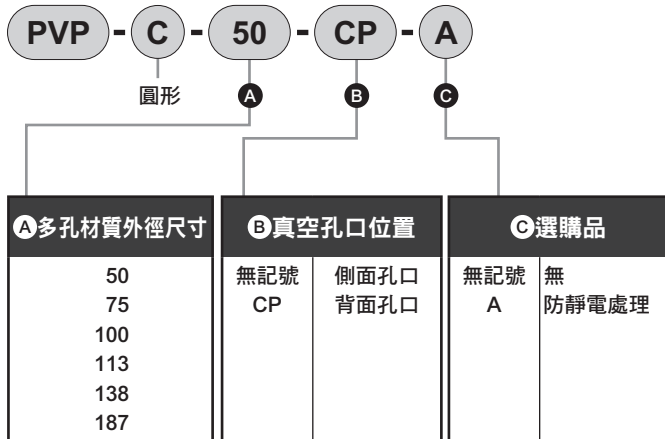 PVP - C - 50 - CP - A
圓形 A B C
A多孔材質外徑尺寸 B真空孔口位置 C選購品
50 無記號 側面孔口 無記號 無
75 CP 背面孔口 A 防靜電處理
100
113
138
187